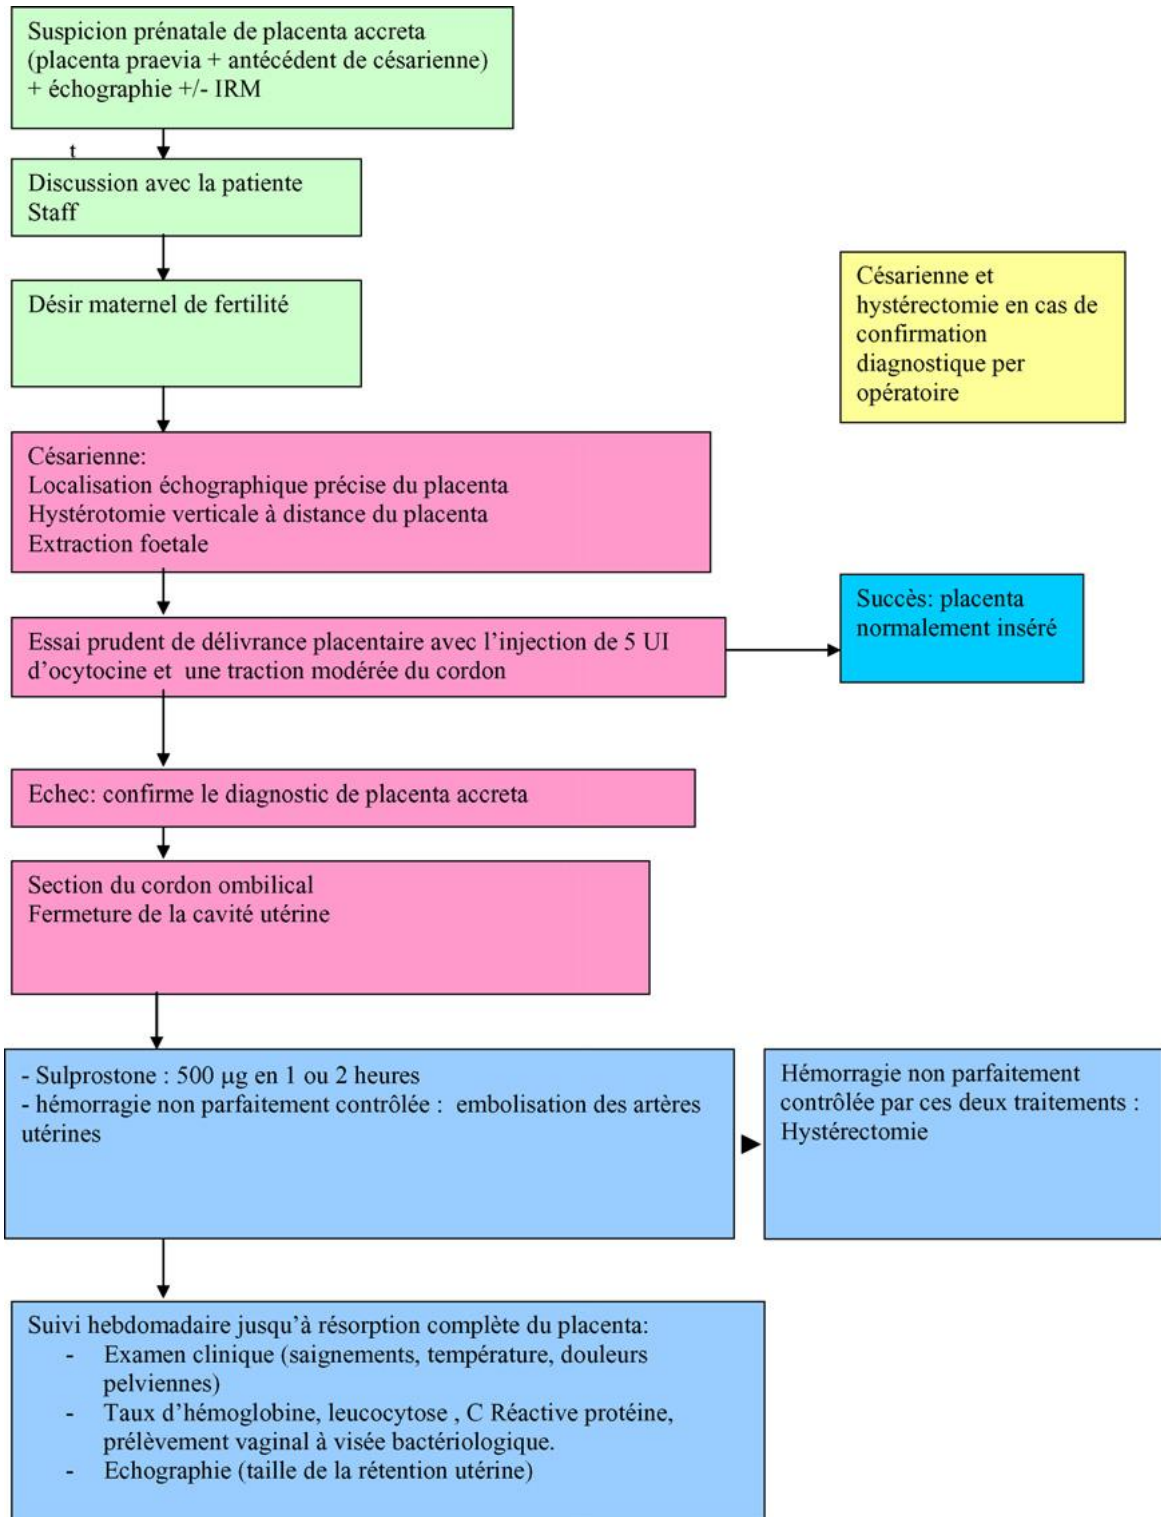 Suspicion prénatale de placenta accreta
(placenta praevia + antécédent de césarienne)
+ échographie +/- IRM
t
Discussion avec la patiente
Staff
Désir maternel de fertilité
Césarienne et
hystérectomie en cas de
confirmation
diagnostique per
opératoire
Césarienne:
Localisation échographique précise du placenta
Hystérotomie verticale à distance du placenta
Extraction foetale
Essai prudent de délivrance placentaire avec l'injection de 5 UI
d'ocytocine et une traction modérée du cordon
Succès: placenta
normalement inséré
Echec: confirme le diagnostic de placenta accreta
Section du cordon ombilical
Fermeture de la cavité utérine
- Sulprostone : 500 µg en 1 ou 2 heures
- hémorragie non parfaitement contrôlée : embolisation des artères
utérines
Hémorragie non parfaitement
contrôlée par ces deux traitements :
Hystérectomie
Suivi hebdomadaire jusqu'à résorption complète du placenta:
- Examen clinique (saignements, température, douleurs
pelviennes)
- Taux d'hémoglobine, leucocytose , C Réactive protéine,
prélèvement vaginal à visée bactériologique.
- Echographie (taille de la rétention utérine)